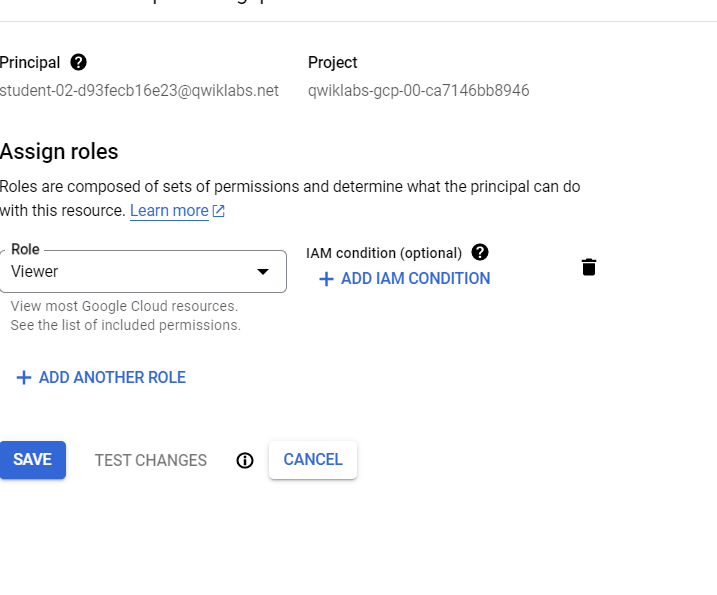 Principal
Project
student-02-d93fecb16e23@qwiklabs.net
qwiklabs-gcp-00-ca7146bb8946
Assign roles
Roles are composed of sets of permissions and determine what the principal can do
with this resource. Learn more
Role
IAM condition (optional)
Viewer
+ ADD IAM CONDITION
View most Google Cloud resources.
See the list of included permissions.
+ ADD ANOTHER ROLE
SAVE
TEST CHANGES
CANCEL